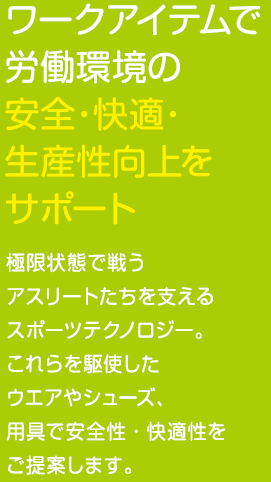 ワークアイテムで
労働環境の
安全・快適・
生産性向上を
サポート
極限状態で戦う
アスリートたちを支える
スポーツテクノロジー。
これらを駆使した
ウエアやシューズ、
用具で安全性・快適性を
ご提案します。